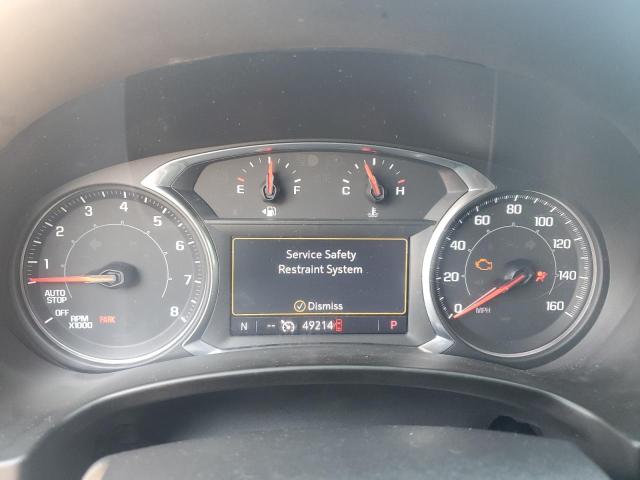 E F C H
1 2 3 4 5 6 7 8
AUTO
STOP
OFF
RPM
X1000
PARK
Service Safety
Restraint System
Dismiss
N -- 49214 P
0 20 40 60 80 100 120 140 160
0
MPH